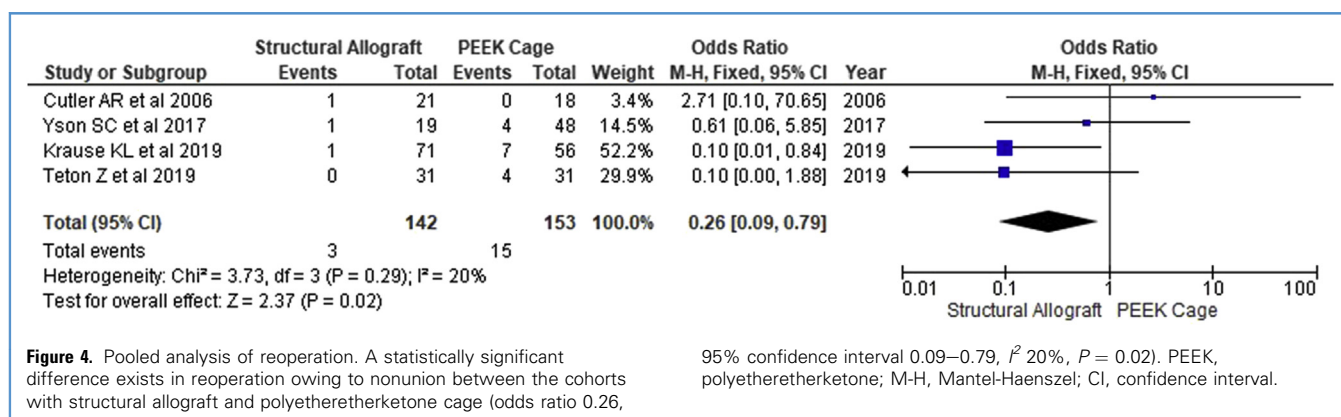 Structural Allograft PEEK Cage Odds Ratio Odds Ratio
Study or Subgroup Events Total Events Total Weight M-H, Fixed, 95% CI Year M-H, Fixed, 95% CI
Cutler AR et al 2006 1 21 0 18 3.4% 2.71 [0.10, 70.65] 2006
Yson SC et al 2017 1 19 4 48 14.5% 0.61 [0.06, 5.85] 2017
Krause KL et al 2019 1 71 7 56 52.2% 0.10 [0.01, 0.84] 2019
Teton Z et al 2019 0 31 4 31 29.9% 0.10 [0.00, 1.88] 2019
Total (95% CI) 142 153 100.0% 0.26 [0.09, 0.79]
Total events 3 15
Heterogeneity: Chi² = 3.73, df = 3 (P = 0.29); I² = 20%
Test for overall effect: Z = 2.37 (P = 0.02)
0.01 0.1 1 10 100
Structural Allograft PEEK Cage
Figure 4. Pooled analysis of reoperation. A statistically significant
difference exists in reoperation owing to nonunion between the cohorts
with structural allograft and polyetheretherketone cage (odds ratio 0.26,
95% confidence interval 0.09–0.79, I² 20%, P = 0.02). PEEK,
polyetheretherketone; M-H, Mantel-Haenszel; CI, confidence interval.